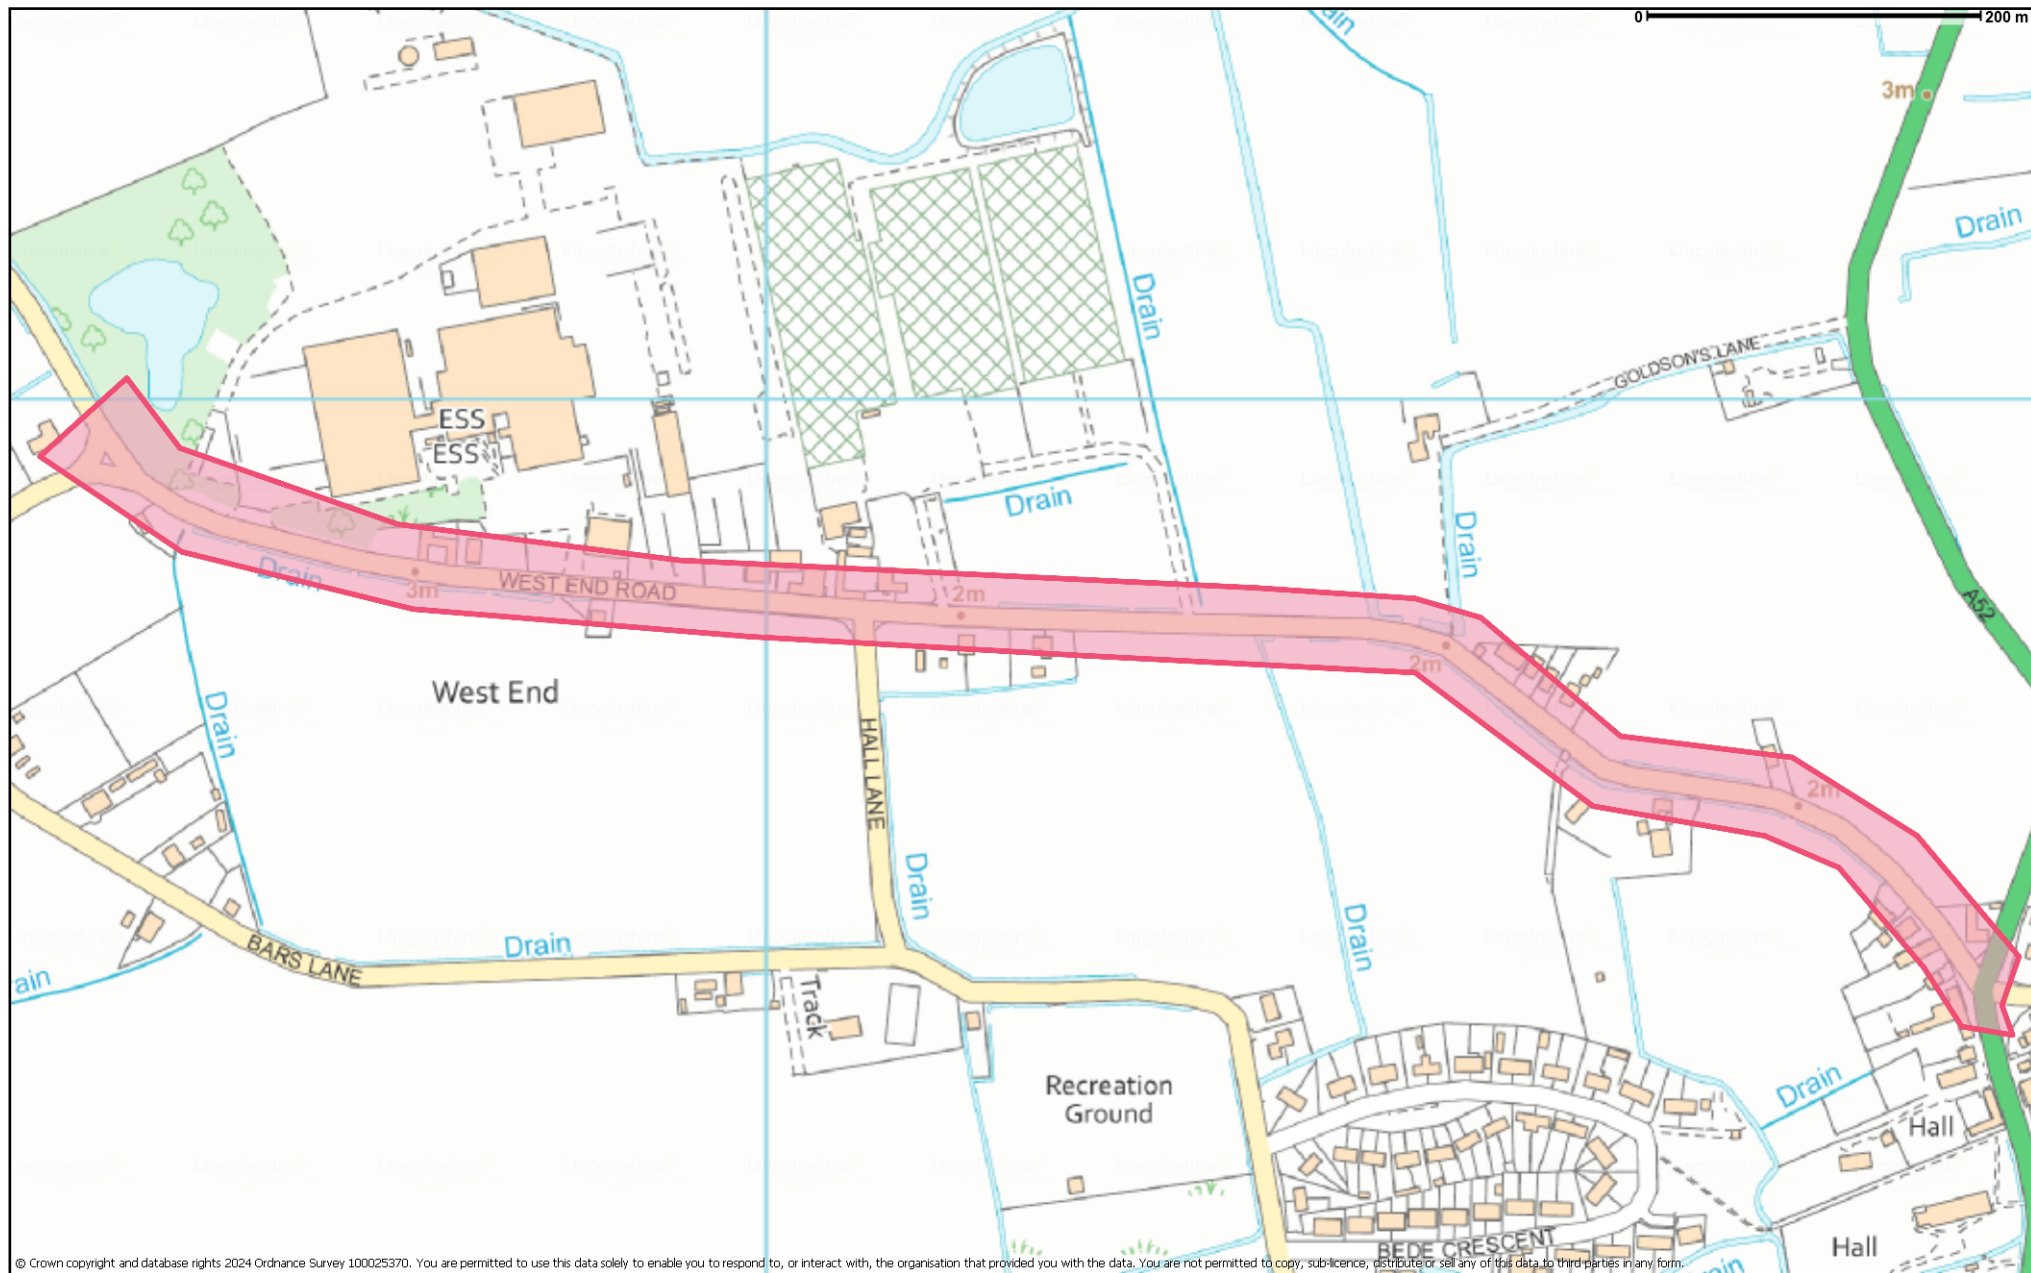 0
200 m
ain
3m
Drain
Drain
GOLDSON'S LANE
ESS
ESS
Drain
Drain
Drain
WEST END ROAD
3m
2m
A52
2m
West End
Drain
HALL LANE
2m
Drain
Drain
Drain
BARS LANE
ain
Track
Recreation
Ground
Drain
Hall
Hall
BEDE CRESCENT
ain
© Crown copyright and database rights 2024 Ordnance Survey 100025370. You are permitted to use this data solely to enable you to respond to, or interact with, the organisation that provided you with the data. You are not permitted to copy, sub-licence, distribute or sell any of this data to third parties in any form.